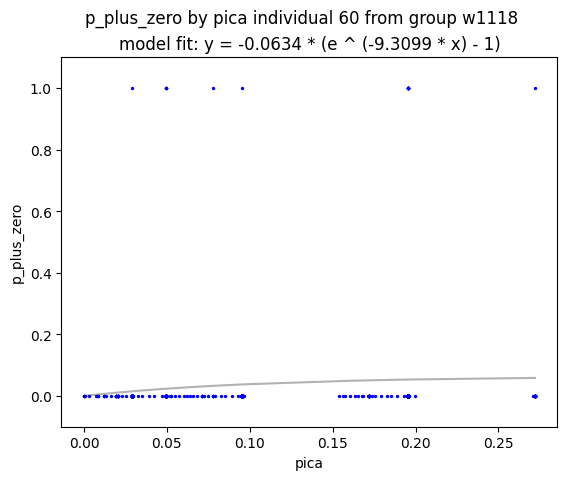 p_plus_zero by pica individual 60 from group w1118
model fit: y = -0.0634 * (e ^ (-9.3099 * x) - 1)
1.0
0.8
0.6
0.4
0.2
0.0
p_plus_zero
0.00 0.05 0.10 0.15 0.20 0.25
pica